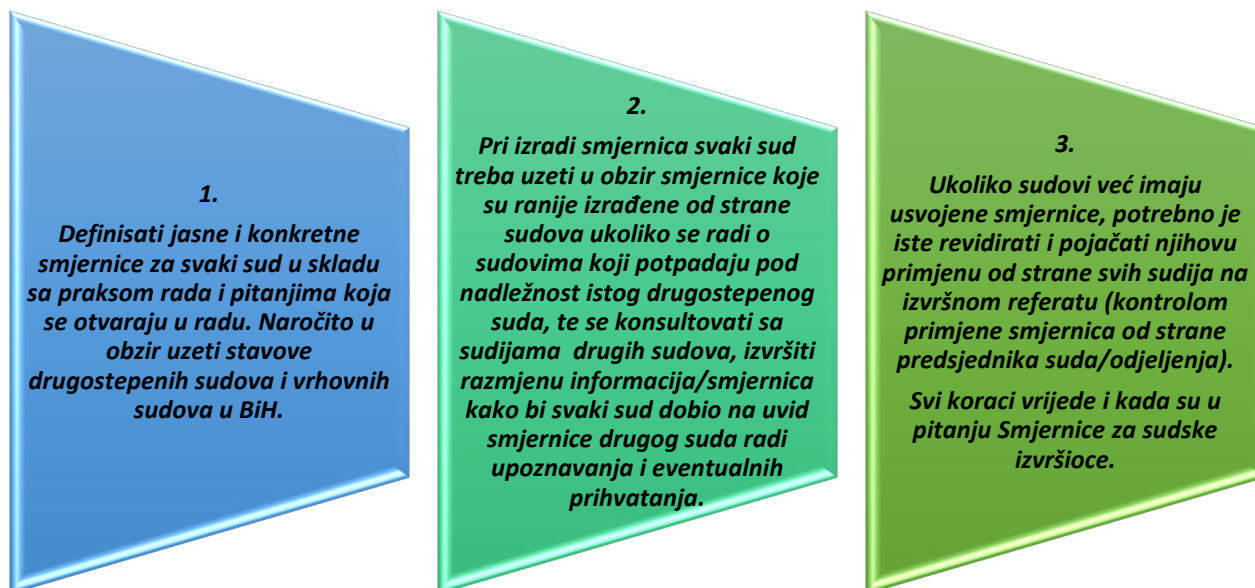 1.
Definisati jasne i konkretne
smjernice za svaki sud u skladu
sa praksom rada i pitanjima koja
se otvaraju u radu. Naročito u
obzir uzeti stavove
drugostepenih sudova i vrhovnih
sudova u BiH.
2.
Pri izradi smjernica svaki sud
treba uzeti u obzir smjernice koje
su ranije izrađene od strane
sudova ukoliko se radi o
sudovima koji potpadaju pod
nadležnost istog drugostepenog
suda, te se konsultovati sa
sudijama drugih sudova, izvršiti
razmjenu informacija/smjernica
kako bi svaki sud dobio na uvid
smjernice drugog suda radi
upoznavanja i eventualnih
prihvatanja.
3.
Ukoliko sudovi već imaju
usvojene smjernice, potrebno je
iste revidirati i pojačati njihovu
primjenu od strane svih sudija na
izvršnom referatu (kontrolom
primjene smjernica od strane
predsjednika suda/odjeljenja).
Svi koraci vrijede i kada su u
pitanju Smjernice za sudske
izvršioce.